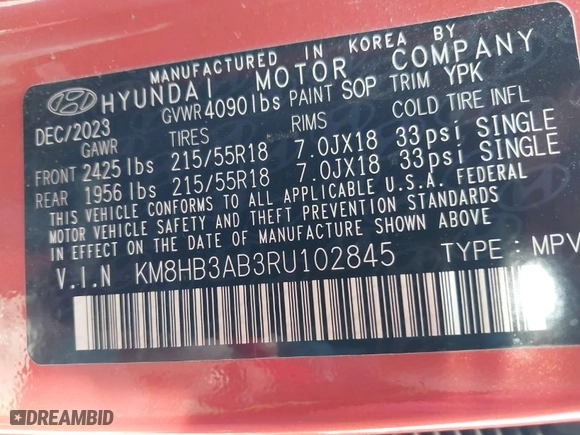 MANUFACTURED IN KOREA BY
HYUNDAI MOTOR COMPANY
DEC/2023 GVWR 4090 lbs PAINT SOP TRIM YPK
GAWR TIRES RIMS COLD TIRE INFL
FRONT 2425 lbs 215/55R18 7.0JX18 33psi SINGLE
REAR 1956 lbs 215/55R18 7.0JX18 33psi SINGLE
THIS VEHICLE CONFORMS TO ALL APPLICABLE U.S.A. FEDERAL
MOTOR VEHICLE SAFETY AND THEFT PREVENTION STANDARDS
IN EFFECT ON THE DATE OF MANUFACTURE SHOWN ABOVE
V.I.N KM8HB3AB3RU102845 TYPE : MPV
DREAMBID